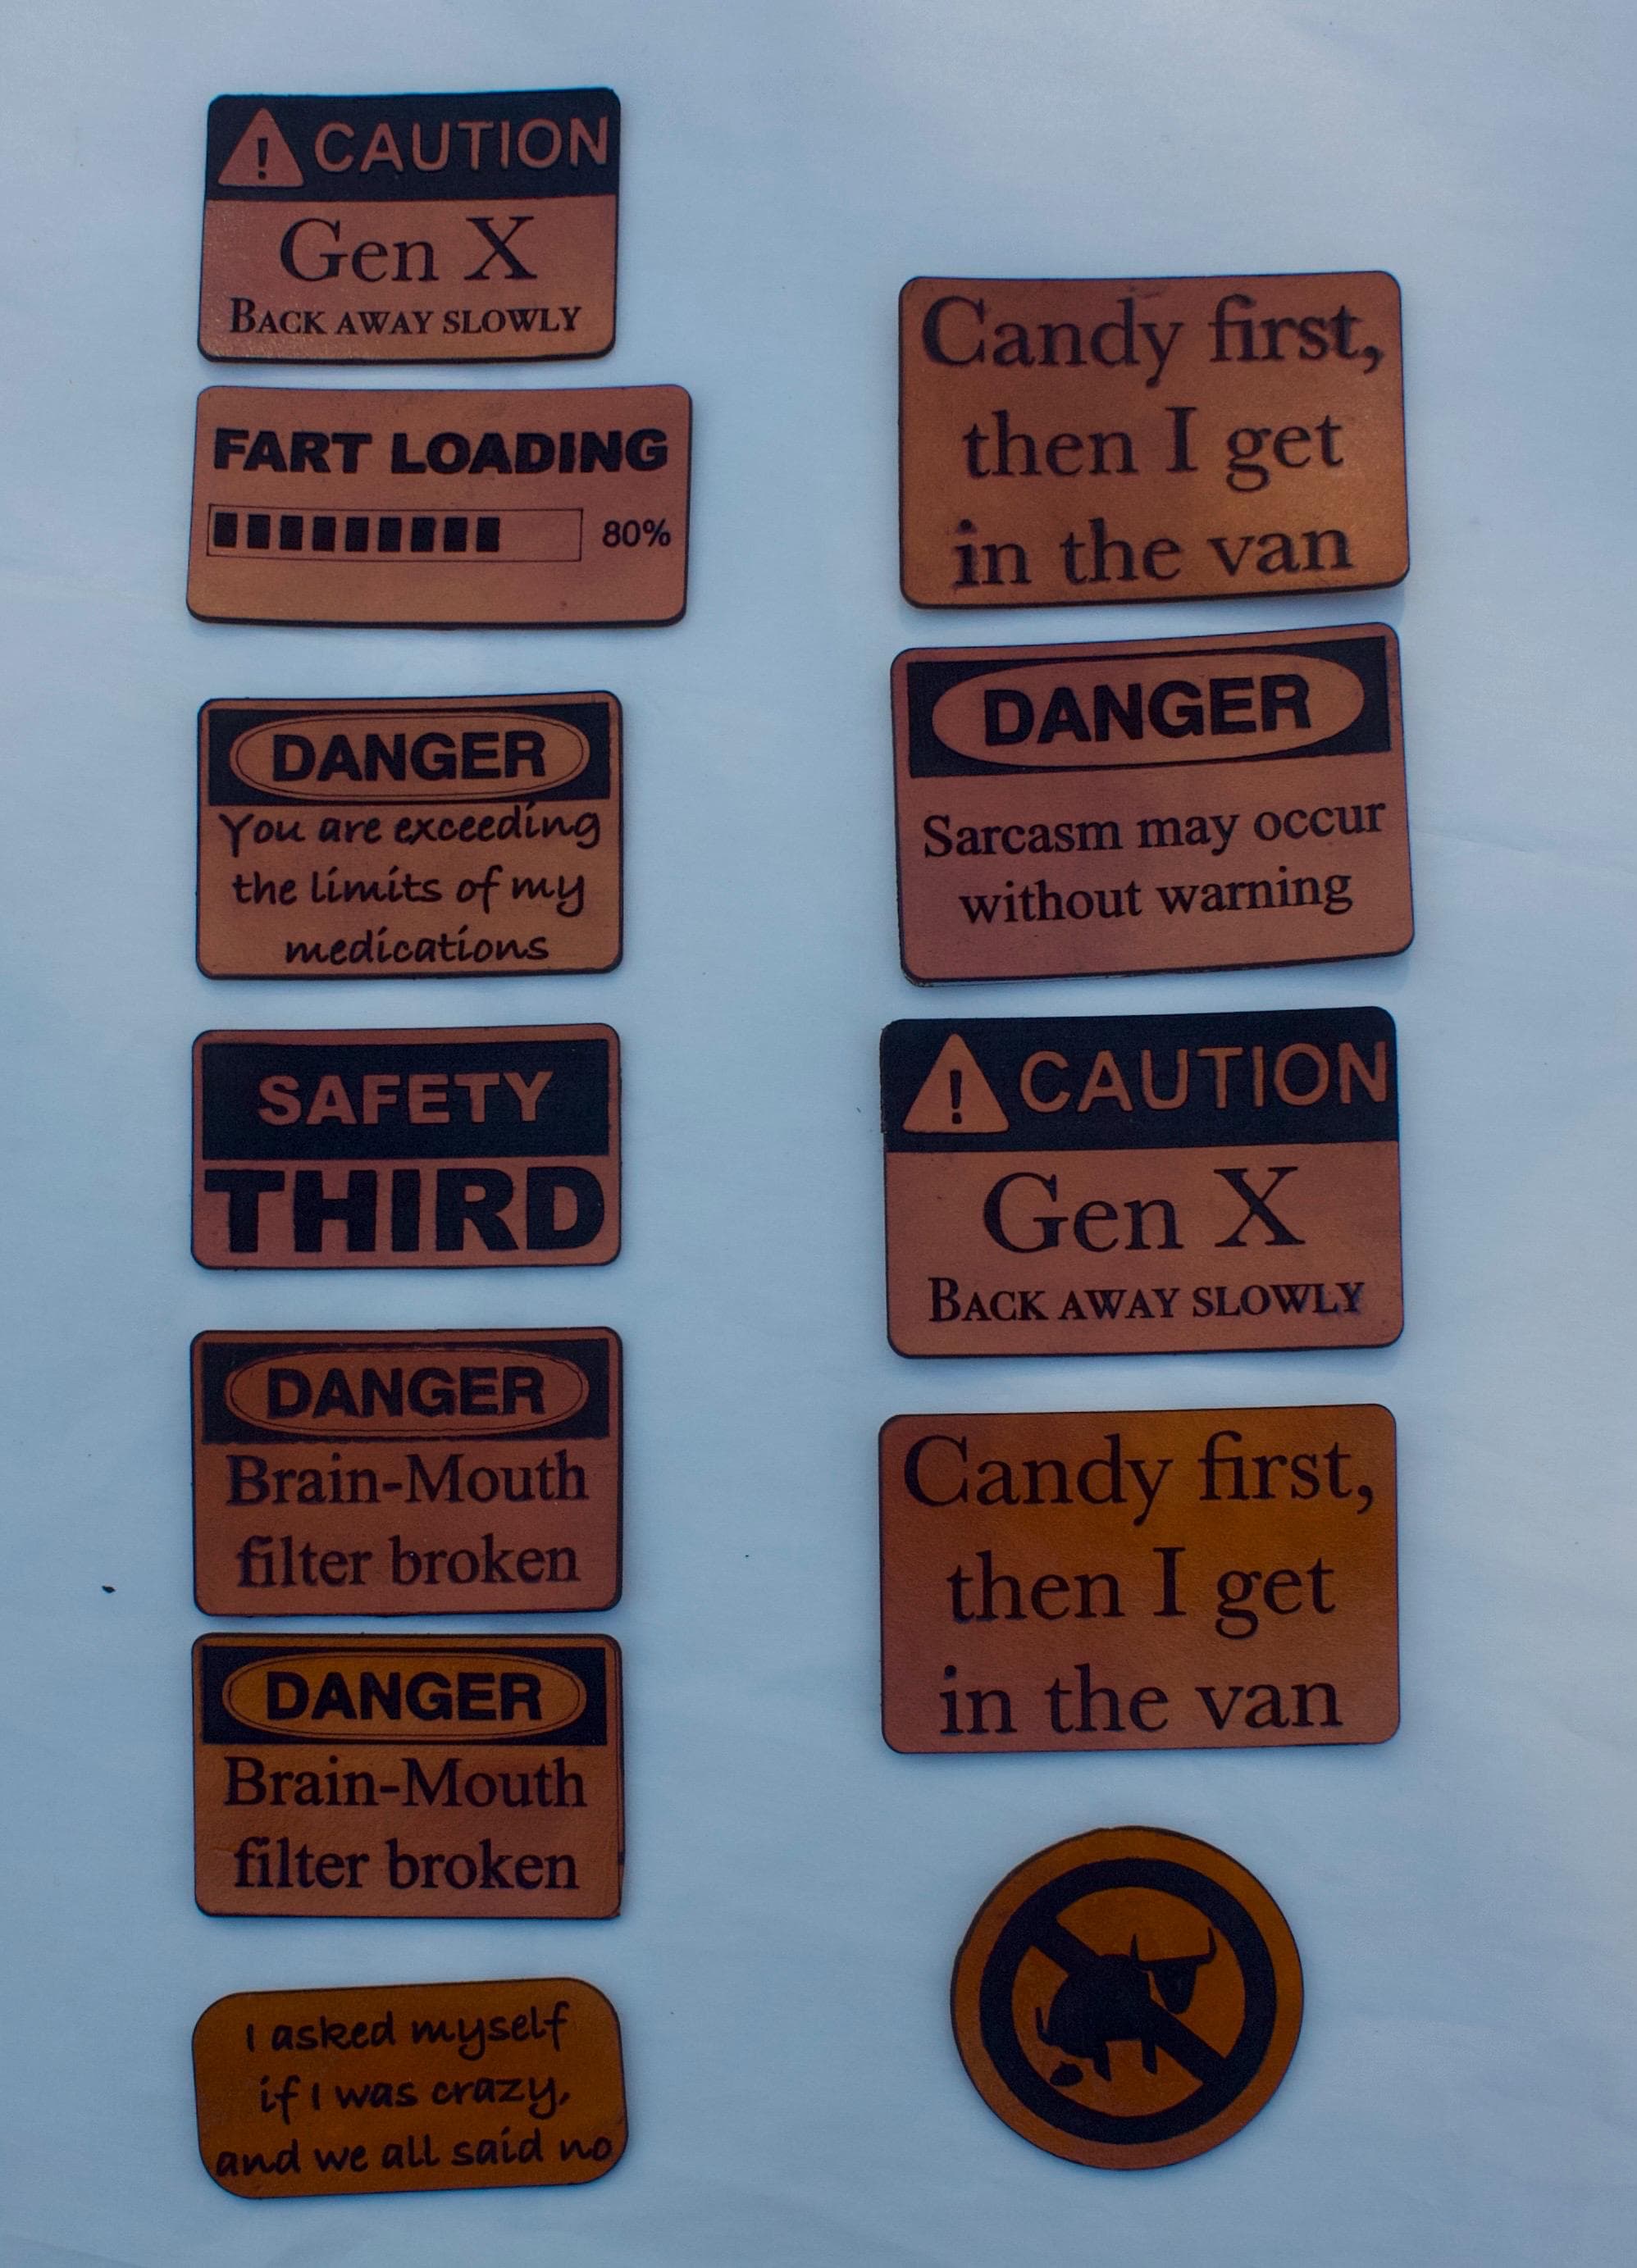 CAUTION
Gen X
BACK AWAY SLOWLY
FART LOADING
80%
DANGER
You are exceeding
the limits of my
medications
SAFETY
THIRD
DANGER
Brain-Mouth
filter broken
DANGER
Brain-Mouth
filter broken
I asked myself
if I was crazy,
and we all said no
Candy first,
then I get
in the van
DANGER
Sarcasm may occur
without warning
CAUTION
Gen X
BACK AWAY SLOWLY
Candy first,
then I get
in the van